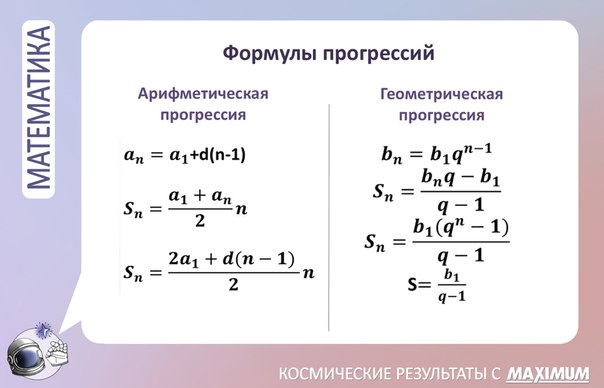 МАТЕМАТИКА
Формулы прогрессий
Арифметическая
прогрессия
aₙ = a₁+d(n-1)
Sₙ = (a₁ + aₙ)/2 n
Sₙ = (2a₁ + d(n − 1))/2 n
Геометрическая
прогрессия
bₙ = b₁qⁿ⁻¹
Sₙ = (bₙq − b₁)/(q − 1)
Sₙ = (b₁(qⁿ − 1))/(q − 1)
S= b₁/(q−1)
КОСМИЧЕСКИЕ РЕЗУЛЬТАТЫ С MAXIMUM